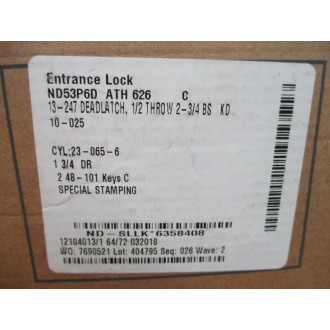 Entrance Lock
ND53P6D ATH 626 C
13-247 DEADLATCH, 1/2 THROW 2-3/4 BS KD
10-025
CYL;23-065-6
1 3/4 DR
2 48-101 Keys C
SPECIAL STAMPING
ND-SLLK*6358408
12104013/1 64/72 032018
WO: 7690521 Lot: 404795 Seq: 026 Wave: 2